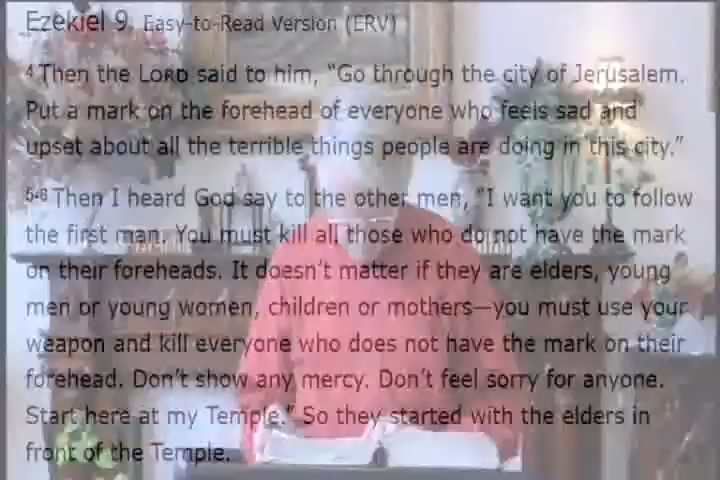 Ezekiel 9 Easy-to-Read Version (ERV)
4 Then the LORD said to him, “Go through the city of Jerusalem.
Put a mark on the forehead of everyone who feels sad and
upset about all the terrible things people are doing in this city.”
5-6 Then I heard God say to the other men, “I want you to follow
the first man. You must kill all those who do not have the mark
on their foreheads. It doesn’t matter if they are elders, young
men or young women, children or mothers—you must use your
weapon and kill everyone who does not have the mark on their
forehead. Don’t show any mercy. Don’t feel sorry for anyone.
Start here at my Temple.” So they started with the elders in
front of the Temple.